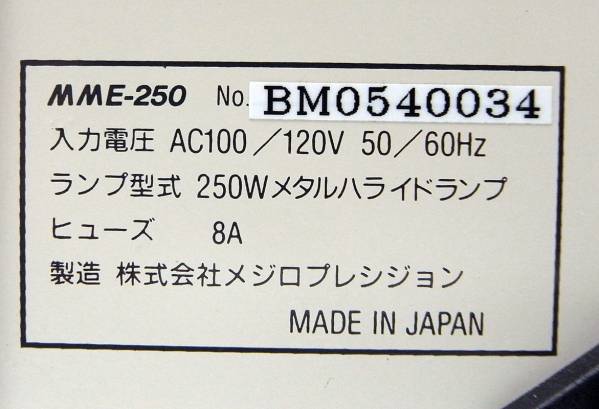 MME-250 No. BM0540034
入力電圧 AC100/120V 50/60Hz
ランプ型式 250Wメタルハライドランプ
ヒューズ 8A
製造 株式会社メジロプレシジョン
MADE IN JAPAN